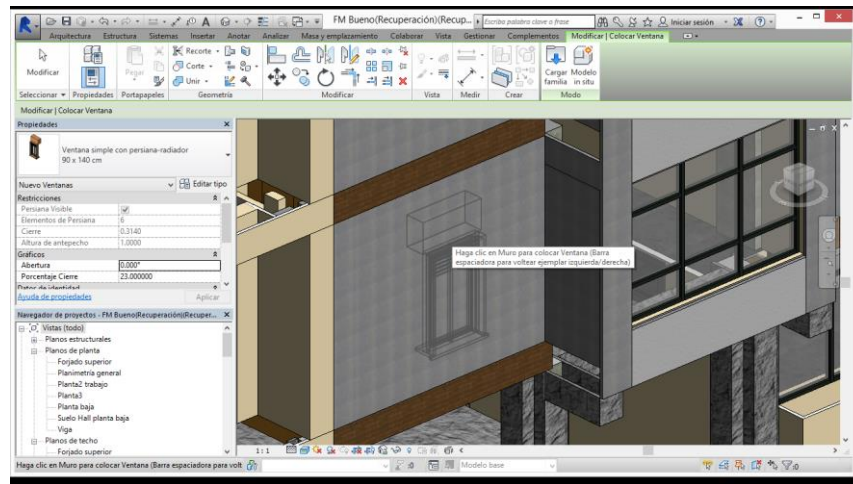 FM Bueno(Recuperación)(Recup...
Escriba palabra clave o frase
Iniciar sesión
Arquitectura Estructura Sistemas Insertar Anotar Analizar Masa y emplazamiento Colaborar Vista Gestionar Complementos Modificar | Colocar Ventana
Modificar
Pegar
Recorte
Corte
Unir
Cargar familia
Modelo in situ
Seleccionar Propiedades Portapapeles Geometría Modificar Vista Medir Crear Modo
Modificar | Colocar Ventana
Propiedades
Ventana simple con persiana-radiador
90 x 140 cm
Nuevo Ventanas
Editar tipo
Restricciones
Persiana Visible
Elementos de Persiana 6
Cierre 0.3140
Altura de antepecho 1.0000
Gráficos
Abertura 0.000°
Porcentaje Cierre 23.000000
Datos de identidad
Ayuda de propiedades
Aplicar
Haga clic en Muro para colocar Ventana (Barra
espaciadora para voltear ejemplar izquierda/derecha)
Navegador de proyectos - FM Bueno(Recuperación)(Recuper...
Vistas (todo)
Planos estructurales
Planos de planta
Forjado superior
Planimetría general
Planta2 trabajo
Planta3
Planta baja
Suelo Hall planta baja
Viga
Planos de techo
Forjado superior
1:1
Haga clic en Muro para colocar Ventana (Barra espaciadora para volt
:0
Modelo base
:0